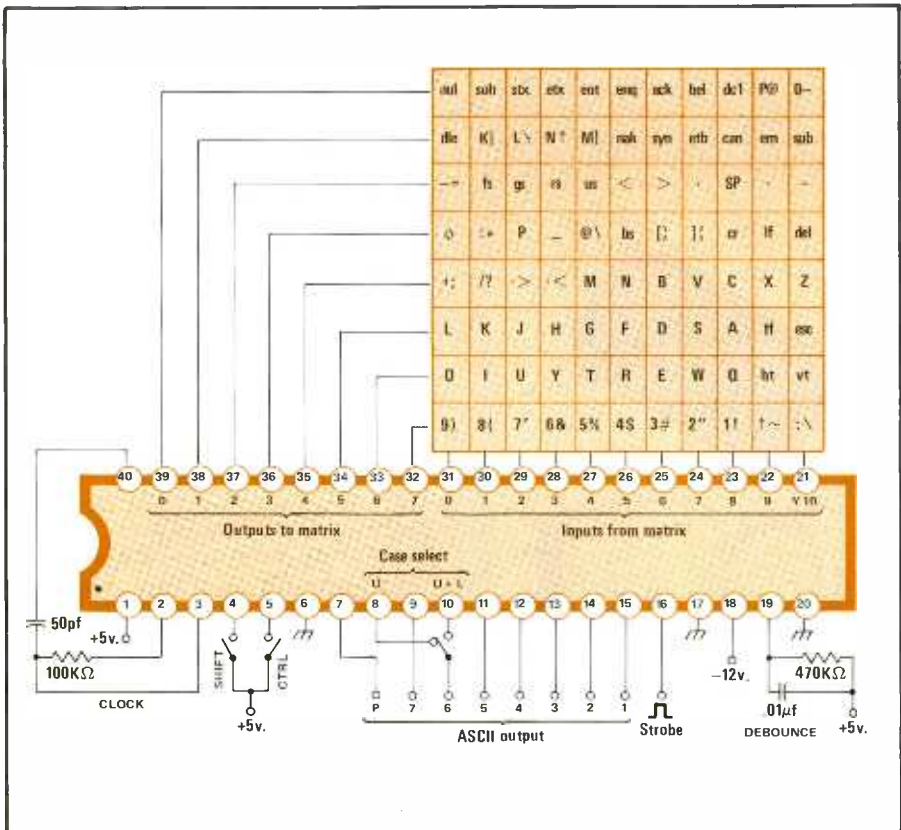 nul soh stx etx eot enq ack bel dc1 P@ 0–
dle K[ L\ N↑ M] nak syn etb can em sub
–= fs gs rs us < > SP
:* P _ @\ bs cr lf del
+; /? .> ,< M N B V C X Z
L K J H G F D S A ff esc
O I U Y T R E W Q ht vt
9) 8( 7' 6& 5% 4$ 3# 2" 1! ↑~ :\
40 39 38 37 36 35 34 33 32 31 30 29 28 27 26 25 24 23 22 21
0 1 2 3 4 5 6 7 0 1 2 3 4 5 6 7 8 9 Y10
Outputs to matrix Inputs from matrix
Case select
U U + L
1 2 3 4 5 6 7 8 9 10 11 12 13 14 15 16 17 18 19 20
50pf
+5v.
100KΩ
SHIFT
CTRL
–12v.
470KΩ
CLOCK
.01μf
P 7 6 5 4 3 2 1
+5v.
ASCII output
Strobe
DEBOUNCE
+5v.